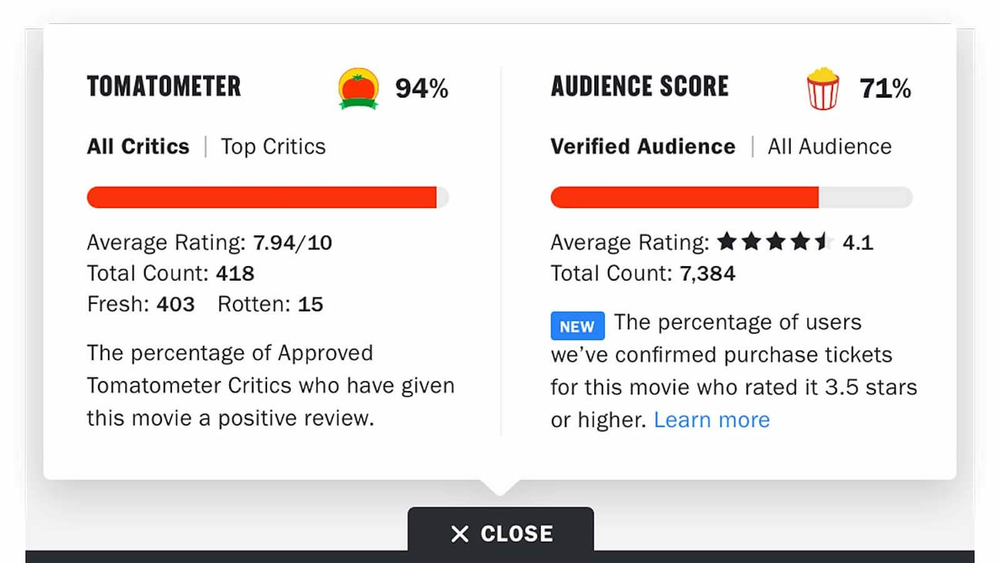 TOMATOMETER 94%
All Critics | Top Critics
Average Rating: 7.94/10
Total Count: 418
Fresh: 403 Rotten: 15
The percentage of Approved
Tomatometer Critics who have given
this movie a positive review.
AUDIENCE SCORE 71%
Verified Audience | All Audience
Average Rating: 4.1
Total Count: 7,384
NEW The percentage of users
we’ve confirmed purchase tickets
for this movie who rated it 3.5 stars
or higher. Learn more
CLOSE